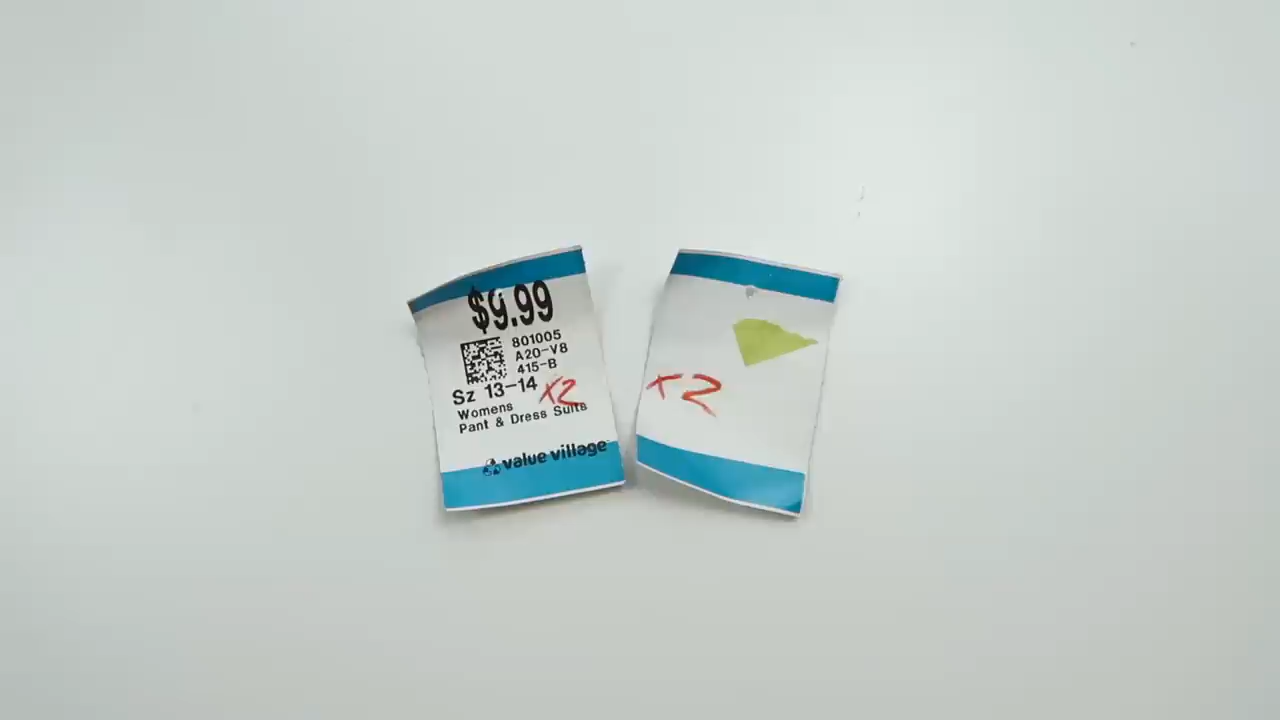 $9.99
801005
A20-V8
415-B
Sz 13-14
x2
Womens
Pant & Dress Suits
value village
x2